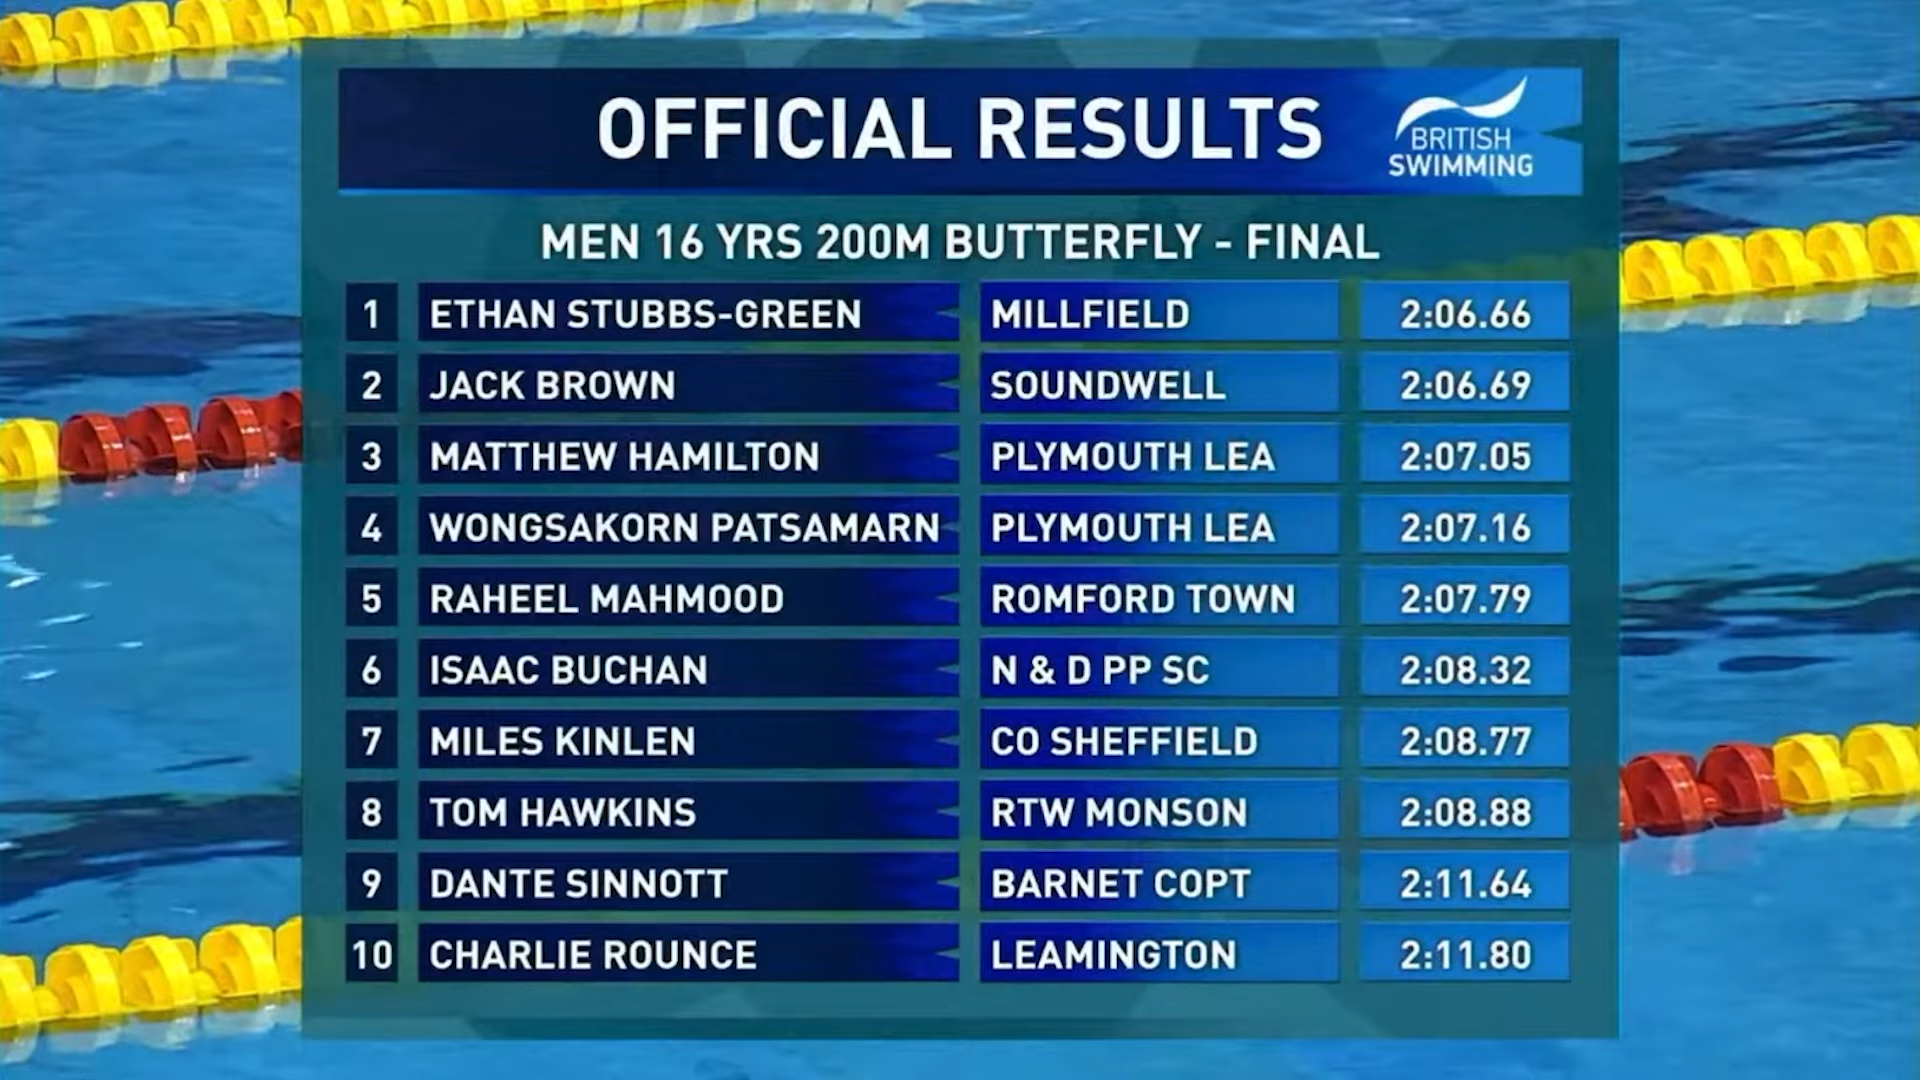 OFFICIAL RESULTS
BRITISH
SWIMMING
MEN 16 YRS 200M BUTTERFLY - FINAL
1 ETHAN STUBBS-GREEN MILLFIELD 2:06.66
2 JACK BROWN SOUNDWELL 2:06.69
3 MATTHEW HAMILTON PLYMOUTH LEA 2:07.05
4 WONGSAKORN PATSAMARN PLYMOUTH LEA 2:07.16
5 RAHEEL MAHMOOD ROMFORD TOWN 2:07.79
6 ISAAC BUCHAN N & D PP SC 2:08.32
7 MILES KINLEN CO SHEFFIELD 2:08.77
8 TOM HAWKINS RTW MONSON 2:08.88
9 DANTE SINNOTT BARNET COPT 2:11.64
10 CHARLIE ROUNCE LEAMINGTON 2:11.80